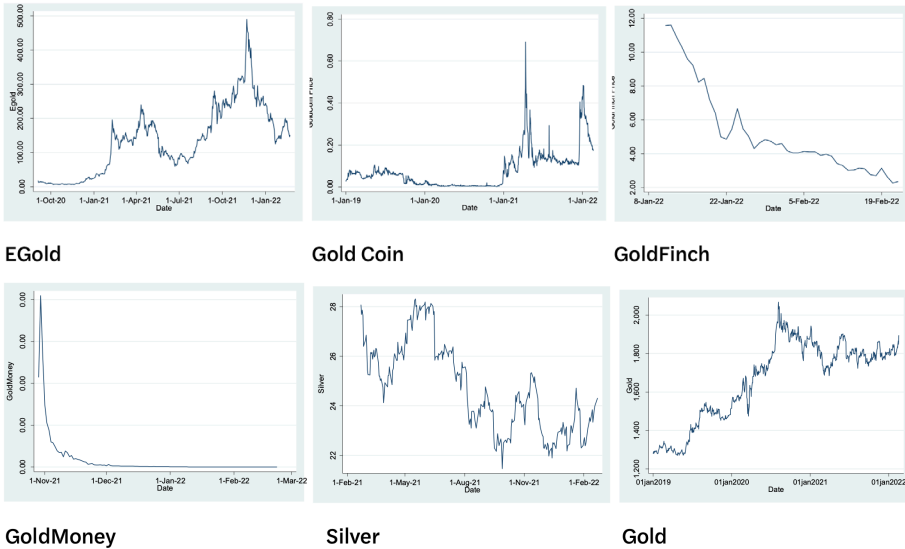 500.00
400.00
300.00
200.00
100.00
0.00
Egold
1-Oct-20 1-Jan-21 1-Apr-21 1-Jul-21 1-Oct-21 1-Jan-22
Date
0.80
0.60
0.40
0.20
0.00
1-Jan-19 1-Jan-20 1-Jan-21 1-Jan-22
Date
12.00
10.00
8.00
6.00
4.00
2.00
8-Jan-22 22-Jan-22 5-Feb-22 19-Feb-22
Date
EGold
Gold Coin
GoldFinch
0.00
0.00
0.00
0.00
0.00
GoldMoney
1-Nov-21 1-Dec-21 1-Jan-22 1-Feb-22 1-Mar-22
Date
28
26
24
22
Silver
1-Feb-21 1-May-21 1-Aug-21 1-Nov-21 1-Feb-22
Date
2,000
1,800
1,600
1,400
1,200
Gold
01jan2019 01jan2020 01jan2021 01jan2022
Date
GoldMoney
Silver
Gold